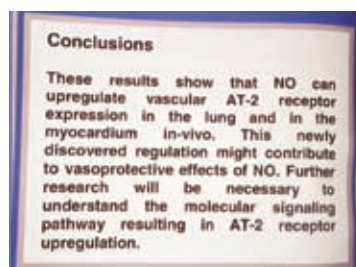 Conclusions
These results show that NO can
upregulate vascular AT-2 receptor
expression in the lung and in the
myocardium in-vivo. This newly
discovered regulation might contribute
to vasoprotective effects of NO. Further
research will be necessary to
understand the molecular signaling
pathway resulting in AT-2 receptor
upregulation.